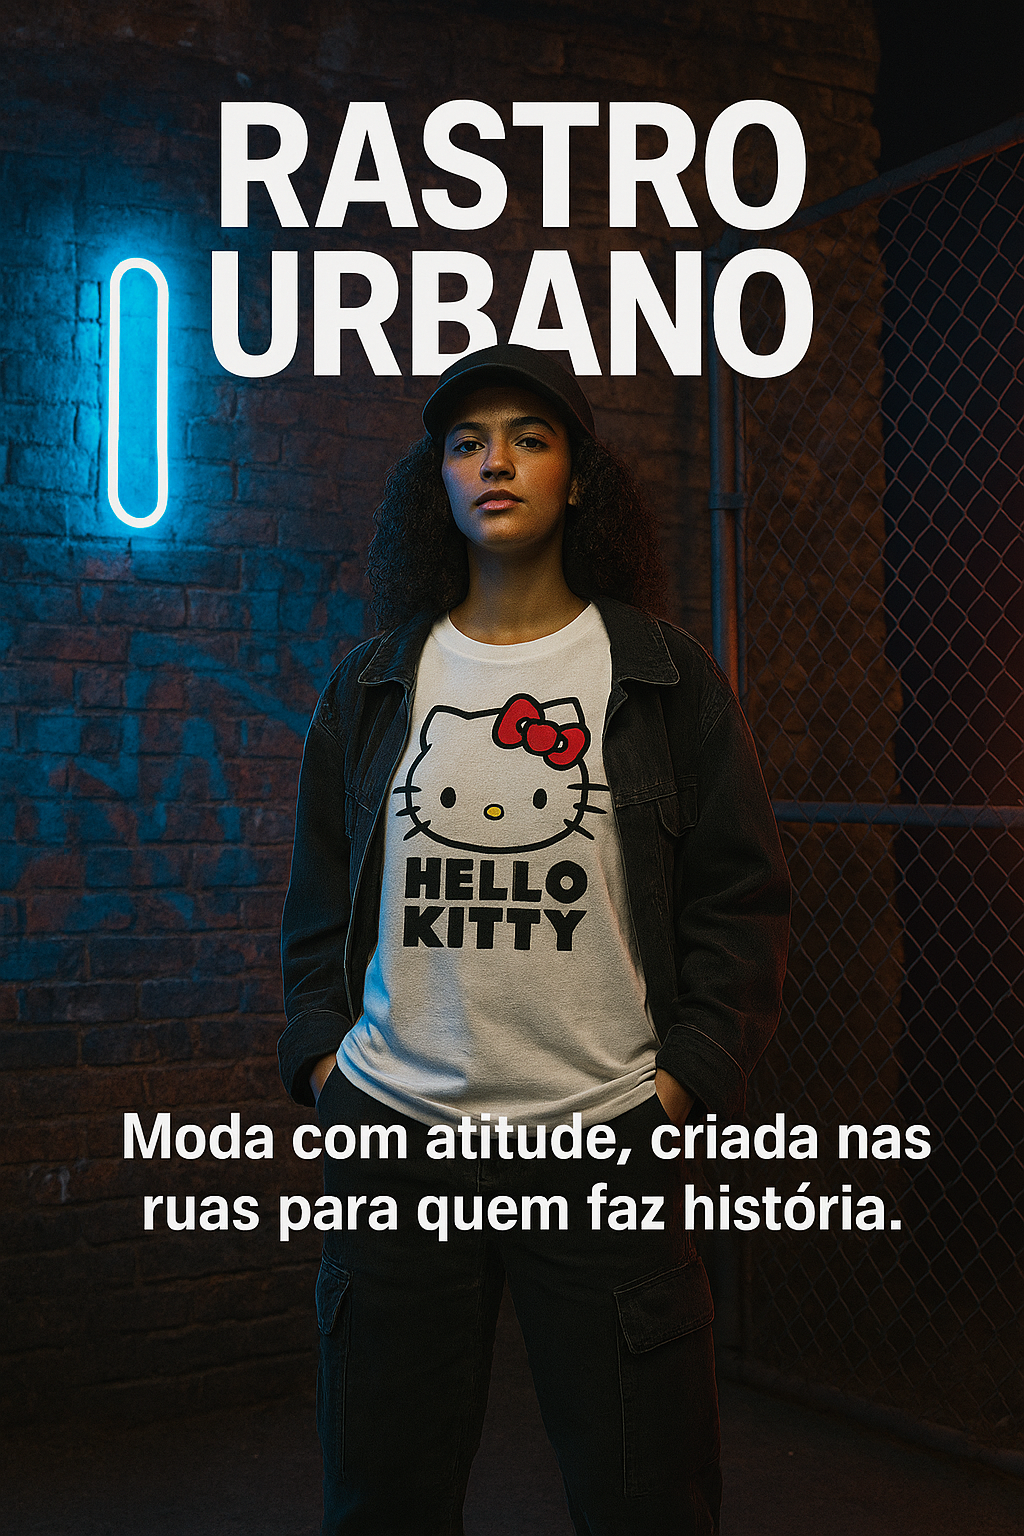 RASTRO
URBANO
HELLO
KITTY
Moda com atitude, criada nas
ruas para quem faz história.